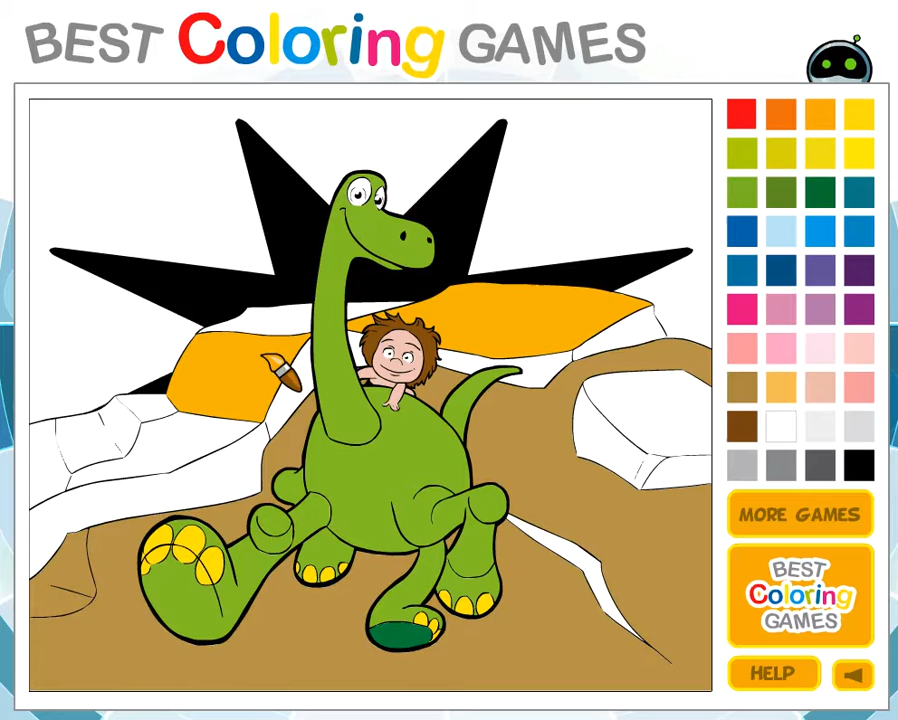 BEST Coloring GAMES
MORE GAMES
BEST
Coloring
GAMES
HELP